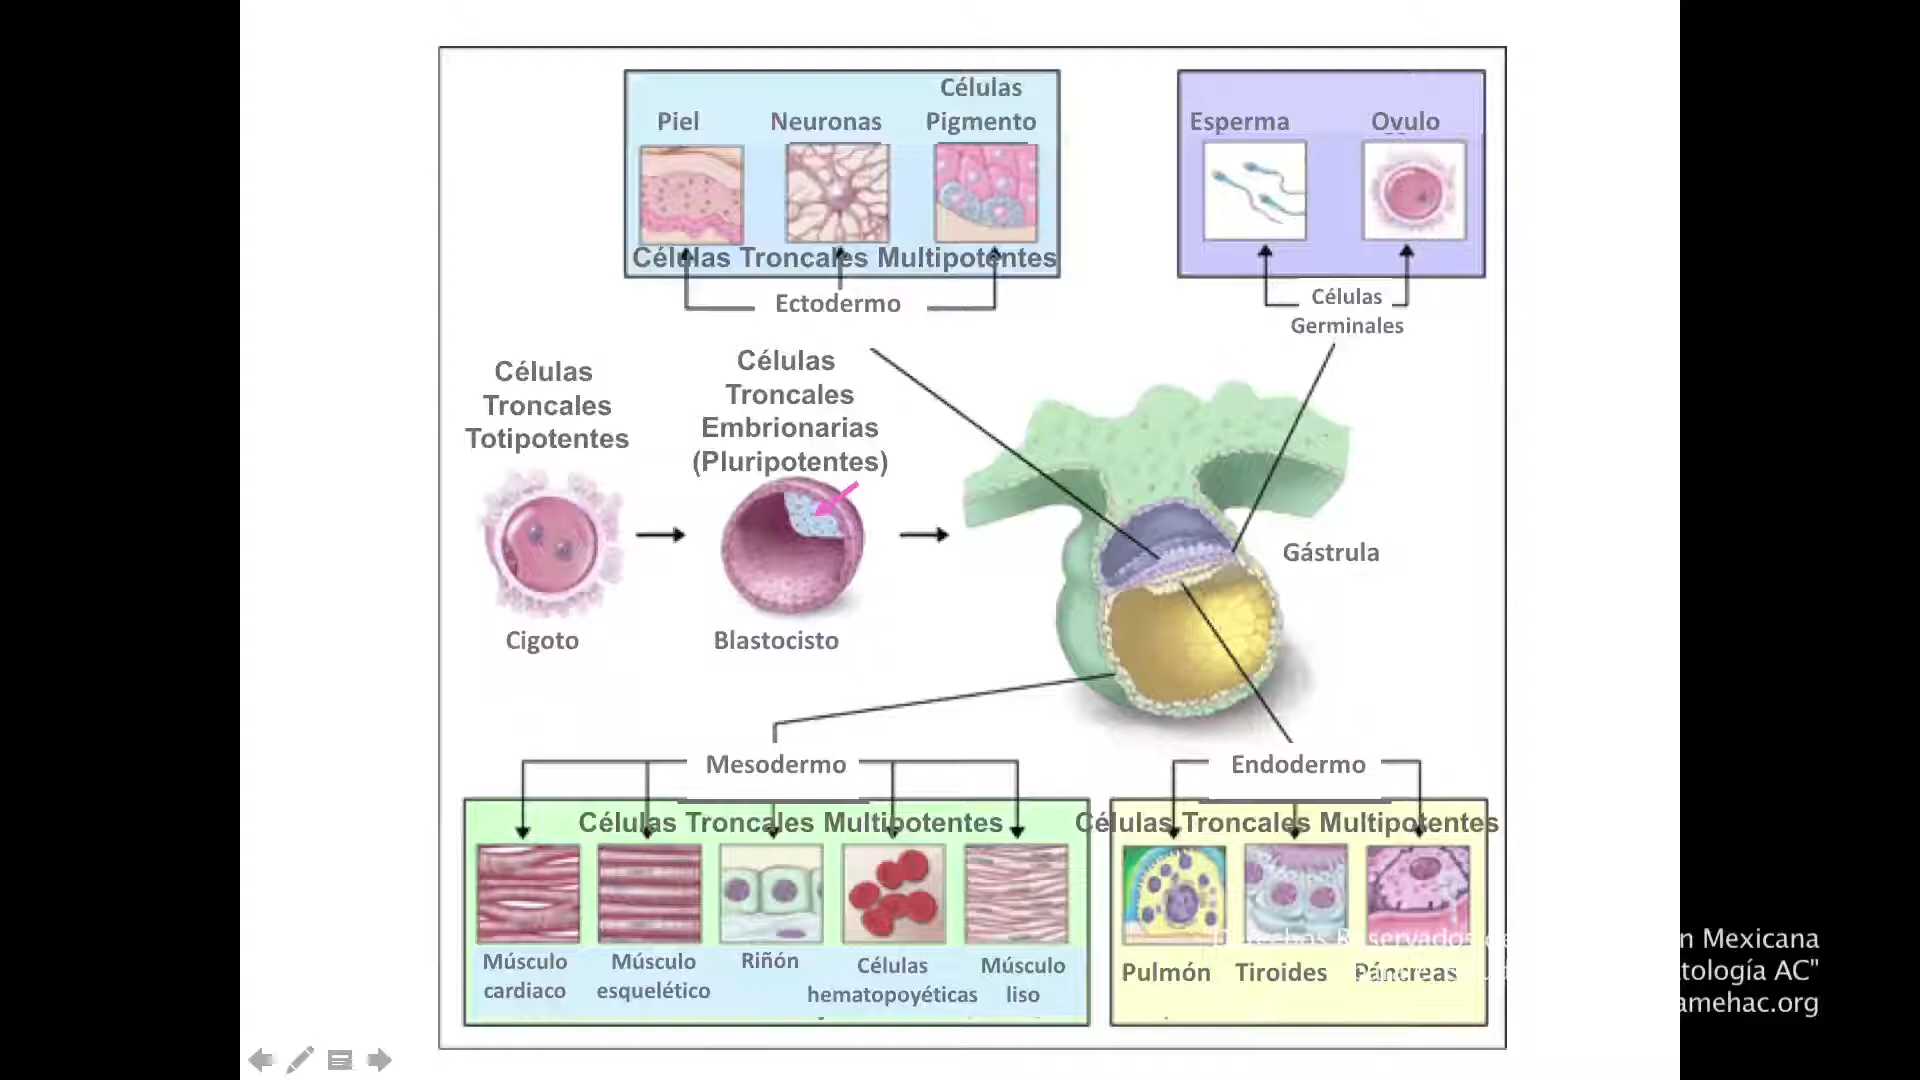 Células
Piel Neuronas Pigmento
Células Troncales Multipotentes
Ectodermo
Esperma Ovulo
Células
Germinales
Células
Troncales
Totipotentes
Cigoto
Células
Troncales
Embrionarias
(Pluripotentes)
Blastocisto
Gástrula
Mesodermo
Células Troncales Multipotentes
Músculo
cardiaco
Músculo
esquelético
Riñón
Células
hematopoyéticas
Músculo
liso
Endodermo
Células Troncales Multipotentes
Pulmón Tiroides Páncreas
Derechos Reservados
n Mexicana
tología AC"
amehac.org